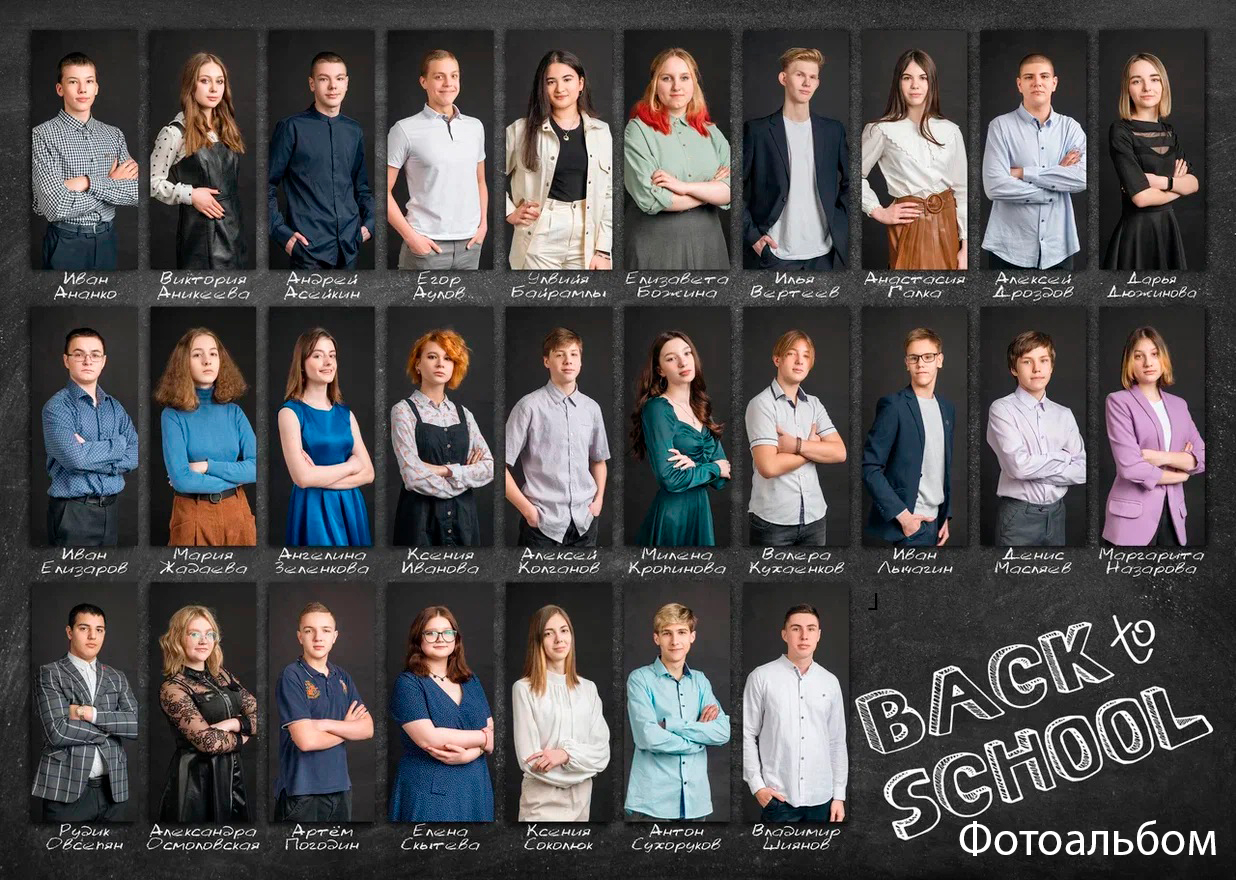 Иван
Ананко
Виктория
Аникеева
Андрей
Асейкин
Егор
Аулов
Улвийя
Байрамлы
Елизавета
Божина
Илья
Вертеев
Анастасия
Галка
Алексей
Дроздов
Дарья
Дюжинова
Иван
Елизаров
Мария
Жадаева
Ангелина
Зеленкова
Ксения
Иванова
Алексей
Колганов
Милена
Кропинова
Валера
Кухаенков
Иван
Лычагин
Денис
Масляев
Маргарита
Назарова
Рудик
Овсепян
Александра
Осмоловская
Артём
Погодин
Елена
Скытева
Ксения
Соколюк
Антон
Сухоруков
Владимир
Шиянов
BACK to
SCHOOL
Фотоальбом